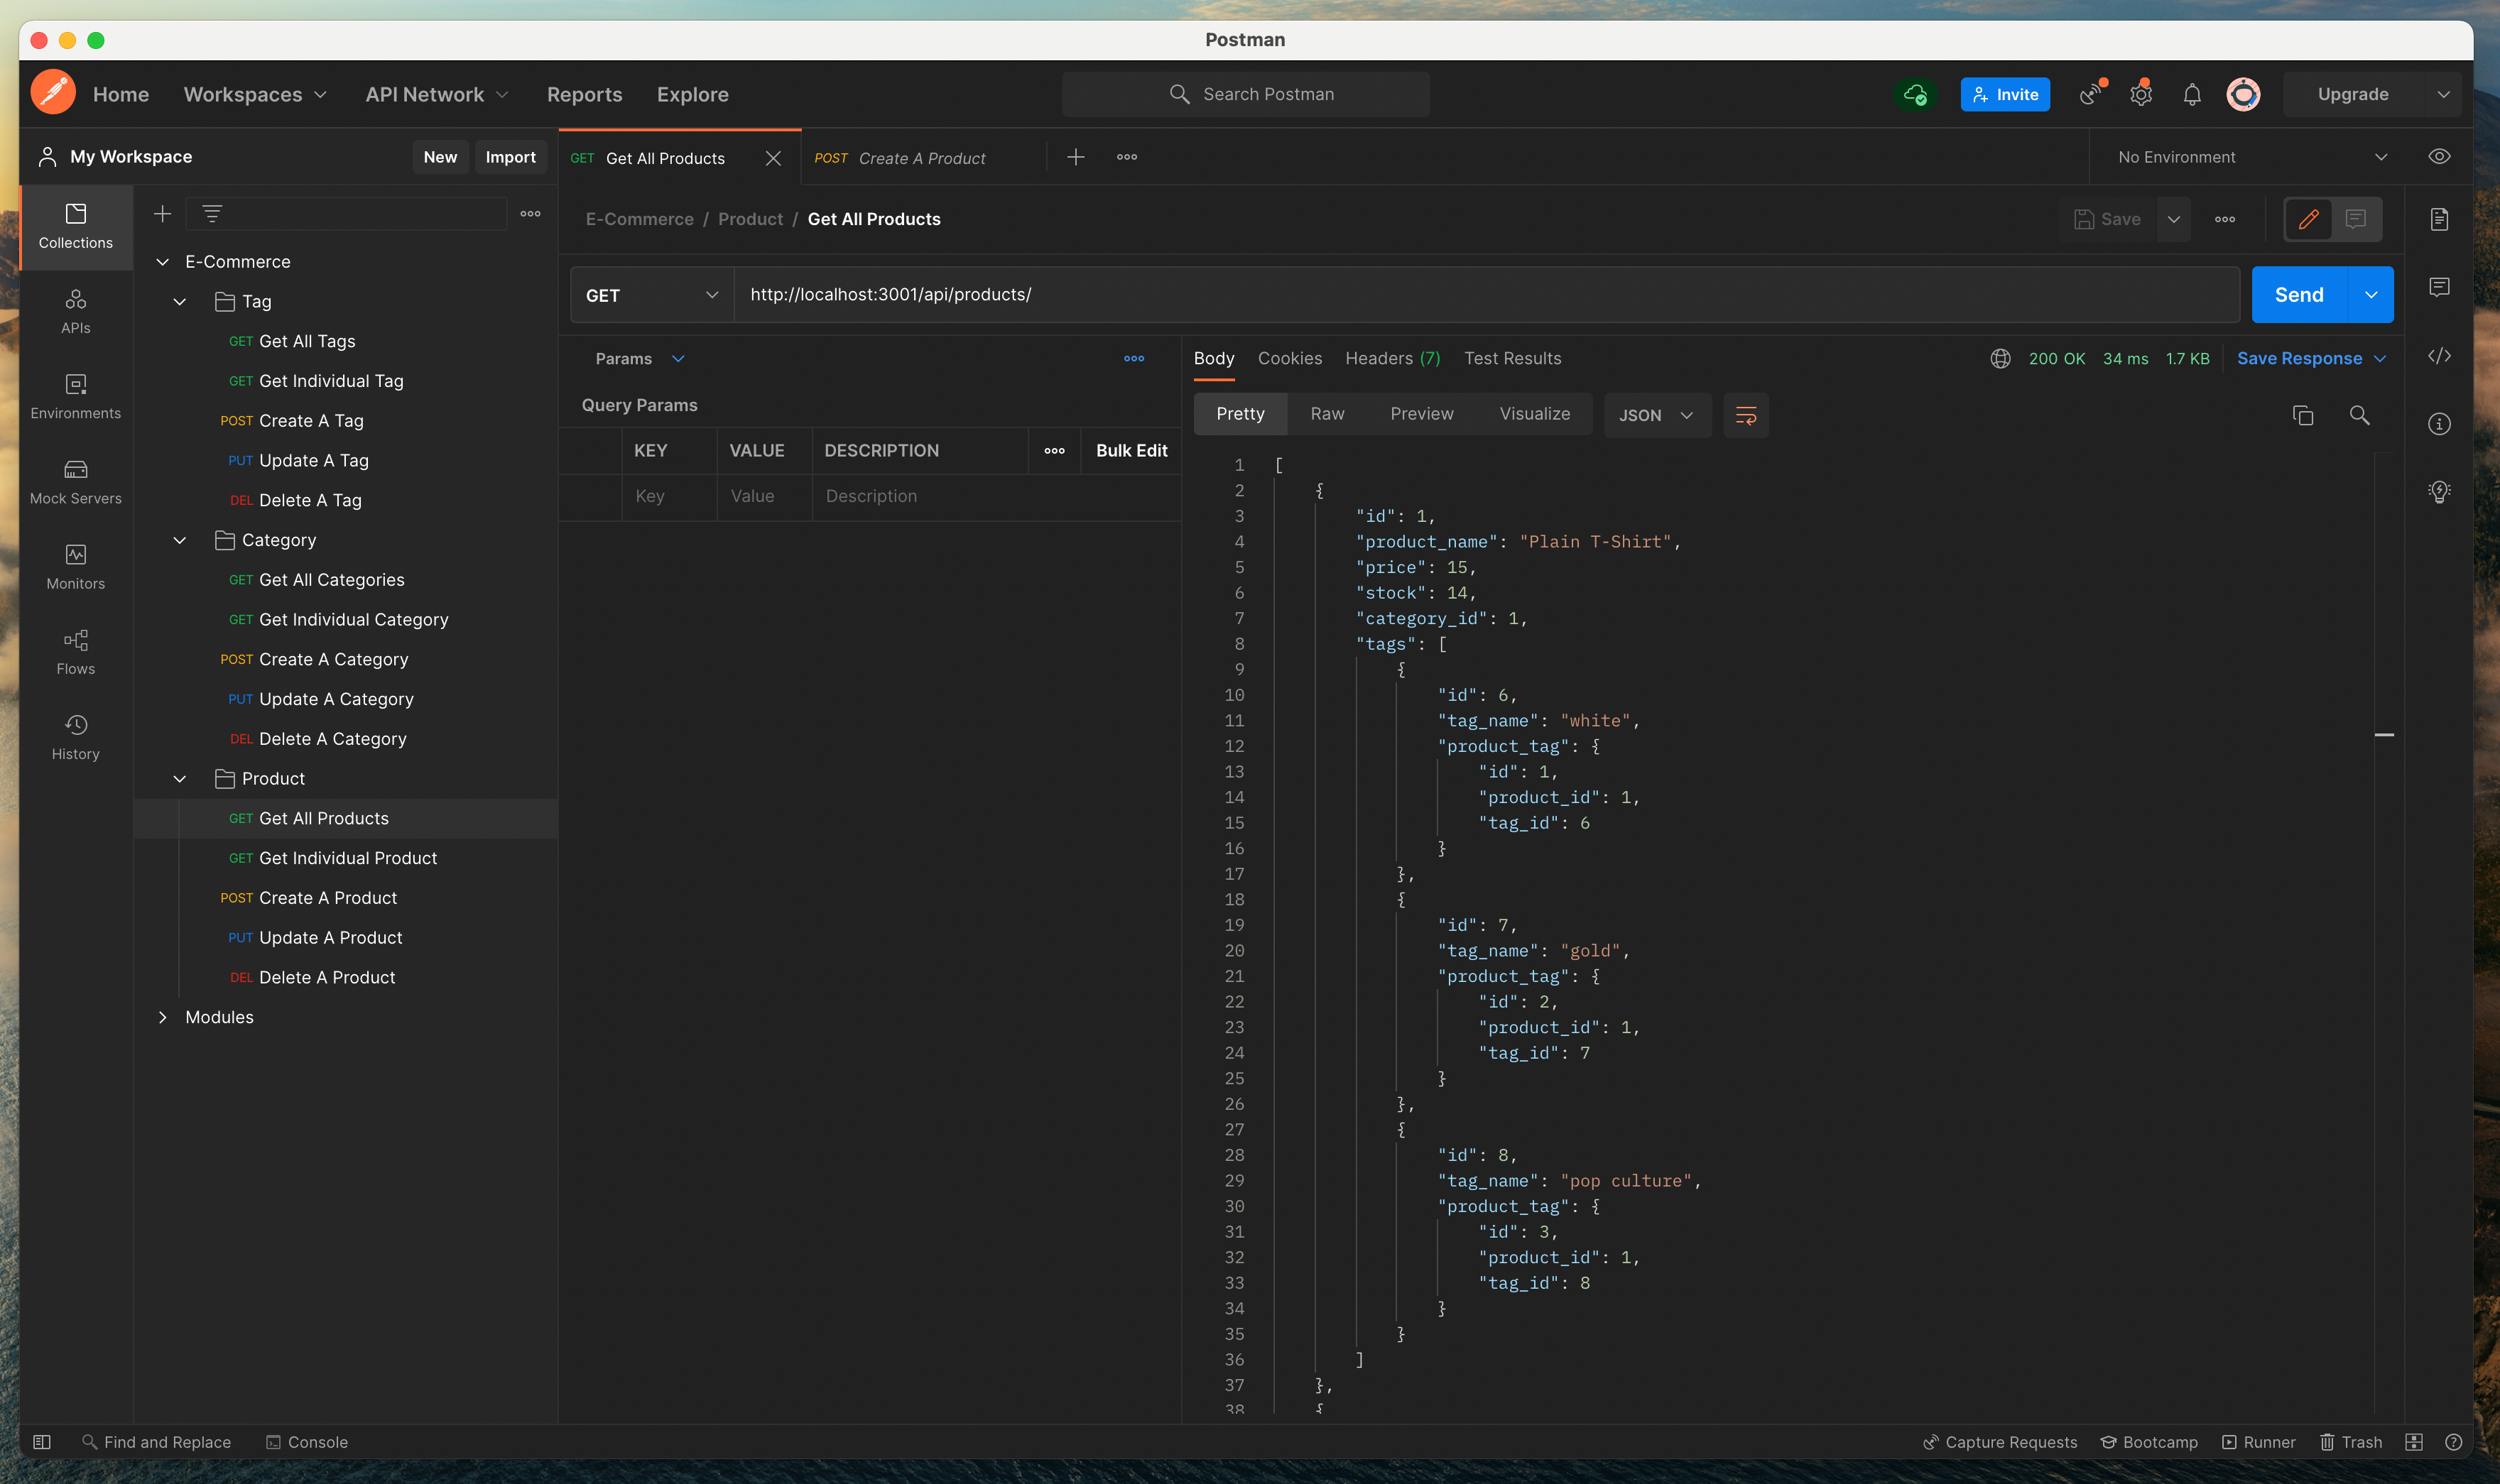 Postman
Home Workspaces API Network Reports Explore Search Postman Invite Upgrade
My Workspace New Import GET Get All Products POST Create A Product No Environment
Collections
APIs
Environments
Mock Servers
Monitors
Flows
History
E-Commerce
Tag
GET Get All Tags
GET Get Individual Tag
POST Create A Tag
PUT Update A Tag
DEL Delete A Tag
Category
GET Get All Categories
GET Get Individual Category
POST Create A Category
PUT Update A Category
DEL Delete A Category
Product
GET Get All Products
GET Get Individual Product
POST Create A Product
PUT Update A Product
DEL Delete A Product
Modules
E-Commerce / Product / Get All Products Save
GET http://localhost:3001/api/products/ Send
Params
Query Params
KEY VALUE DESCRIPTION Bulk Edit
Key Value Description
Body Cookies Headers (7) Test Results 200 OK 34 ms 1.7 KB Save Response
Pretty Raw Preview Visualize JSON
1 [
2 {
3 "id": 1,
4 "product_name": "Plain T-Shirt",
5 "price": 15,
6 "stock": 14,
7 "category_id": 1,
8 "tags": [
9 {
10 "id": 6,
11 "tag_name": "white",
12 "product_tag": {
13 "id": 1,
14 "product_id": 1,
15 "tag_id": 6
16 }
17 },
18 {
19 "id": 7,
20 "tag_name": "gold",
21 "product_tag": {
22 "id": 2,
23 "product_id": 1,
24 "tag_id": 7
25 }
26 },
27 {
28 "id": 8,
29 "tag_name": "pop culture",
30 "product_tag": {
31 "id": 3,
32 "product_id": 1,
33 "tag_id": 8
34 }
35 }
36 ]
37 },
38 {
Find and Replace Console Capture Requests Bootcamp Runner Trash